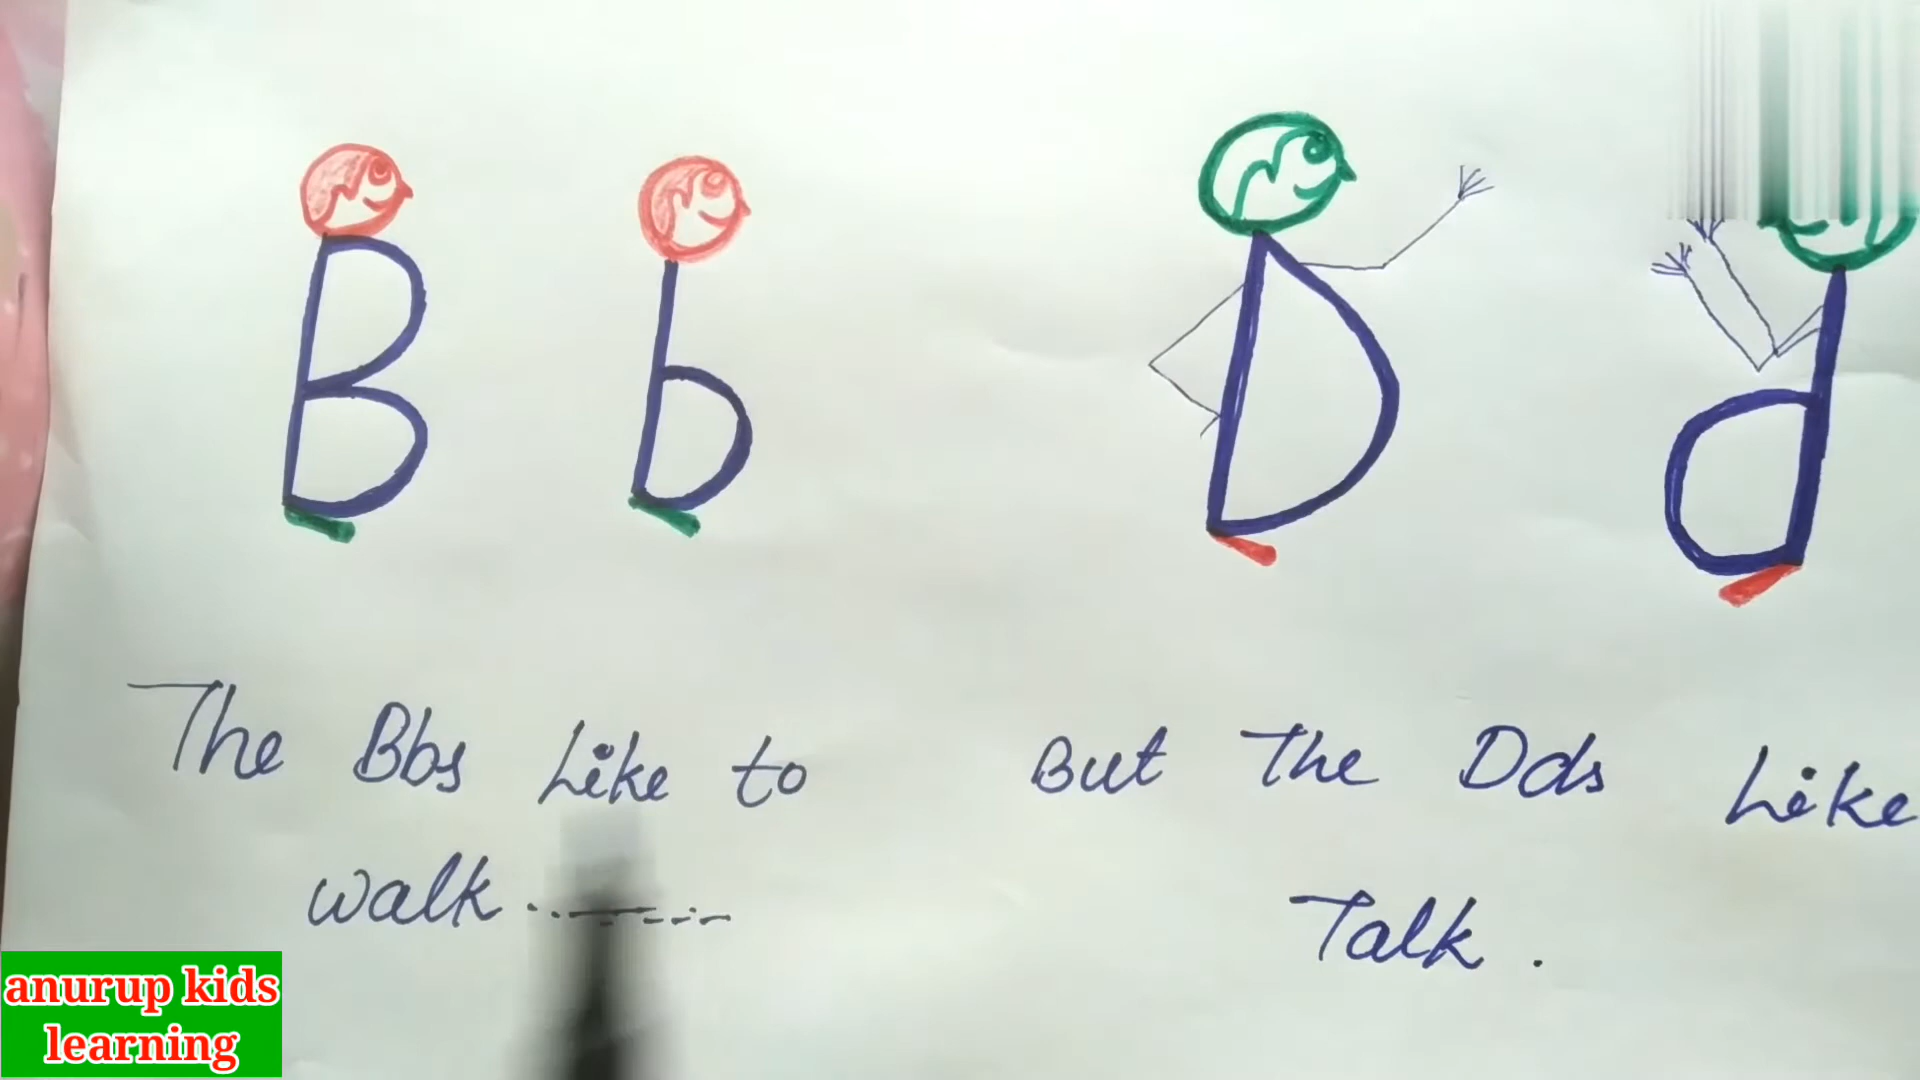 B b D d
The Bbs Like to
walk
But The Dds Like
Talk.
anurup kids
learning